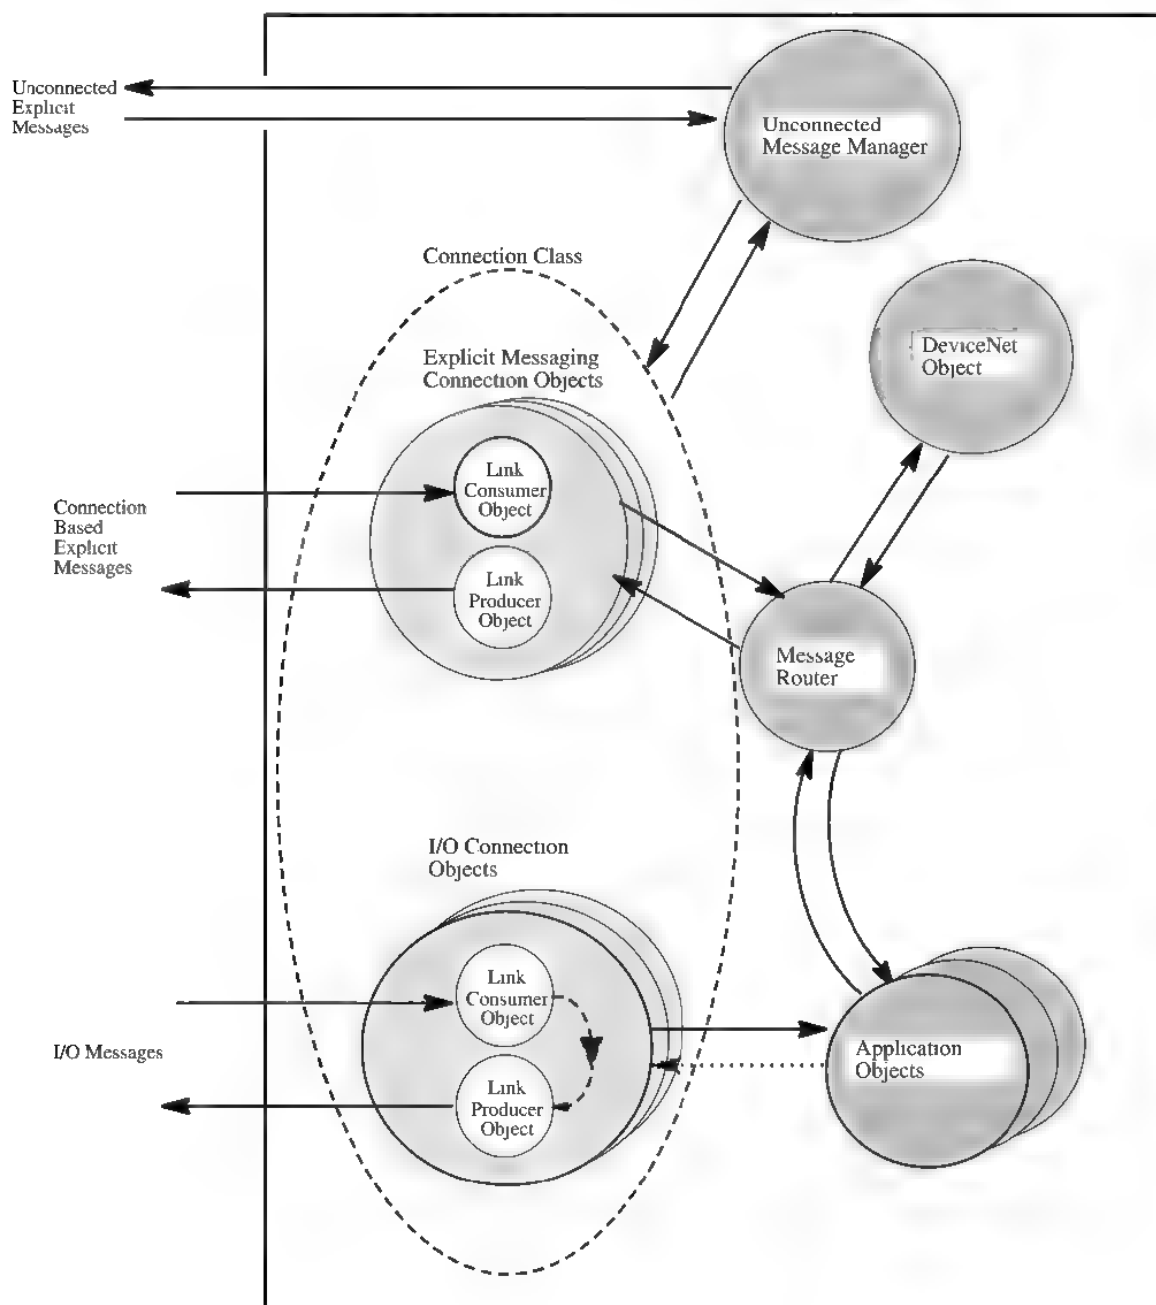 Unconnected
Explicit
Messages
Unconnected
Message Manager
Connection Class
DeviceNet
Object
Explicit Messaging
Connection Objects
Link
Consumer
Object
Connection
Based
Explicit
Messages
Link
Producer
Object
Message
Router
I/O Connection
Objects
Link
Consumer
Object
I/O Messages
Link
Producer
Object
Application
Objects